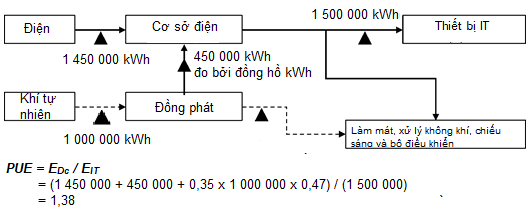 1 500 000 kWh
Điện
Cơ sở điện
Thiết bị IT
1 450 000 kWh
450 000 kWh
đo bởi đồng hồ kWh
Khí tự
nhiên
Đồng phát
1 000 000 kWh
Làm mát, xử lý không khí, chiếu
sáng và bộ điều khiển
PUE = EDc / EIT
= (1 450 000 + 450 000 + 0,35 x 1 000 000 x 0,47) / (1 500 000)
= 1,38